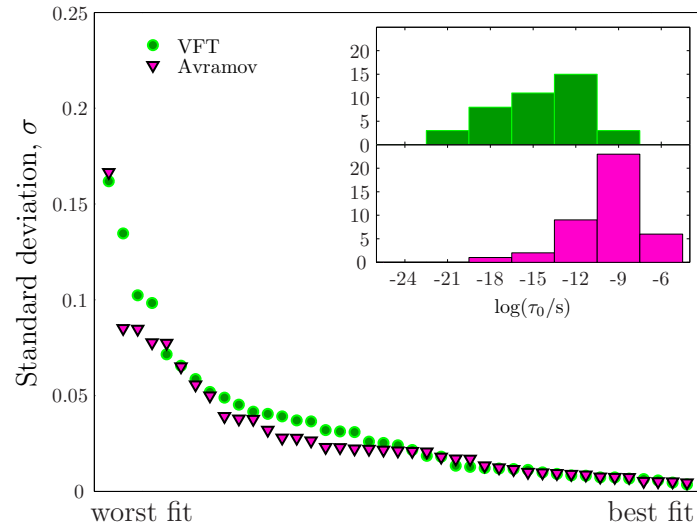 0.25
0.2
0.15
0.1
0.05
0
Standard deviation, σ
VFT
Avramov
worst fit
best fit
20
15
10
5
0
20
15
10
5
0
-24 -21 -18 -15 -12 -9 -6
log(τ₀/s)